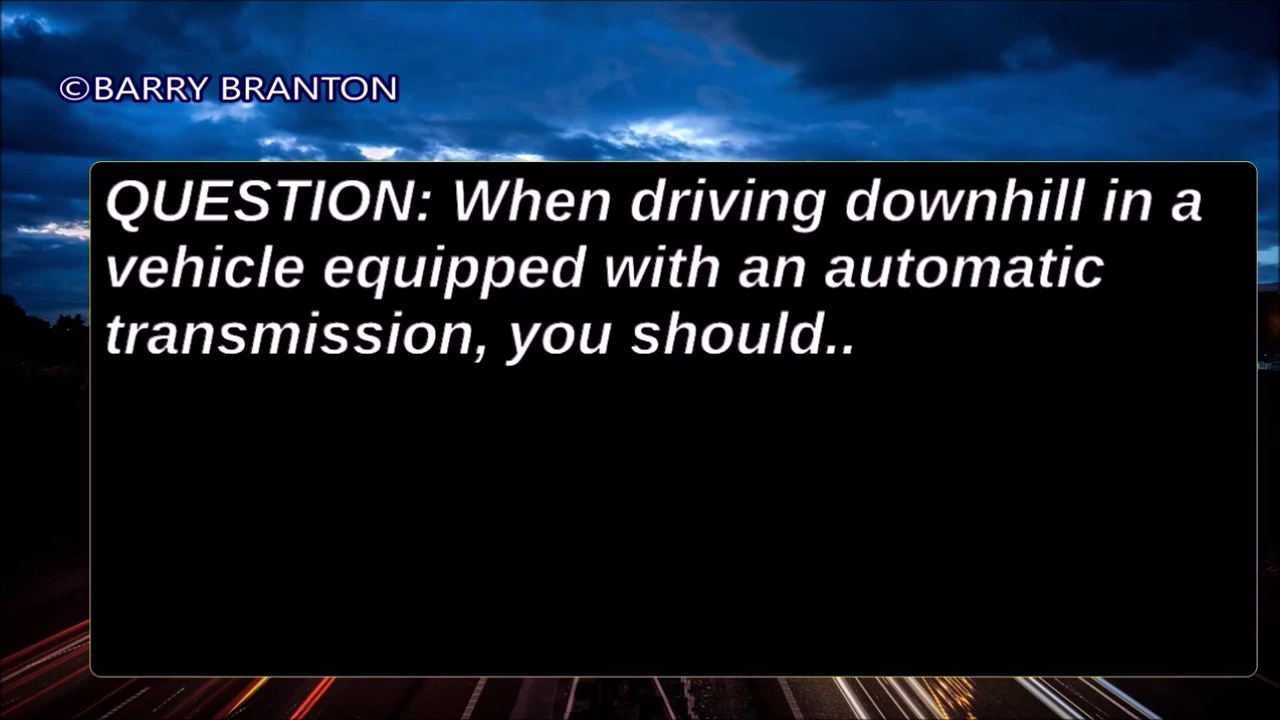 ©BARRY BRANTON
QUESTION: When driving downhill in a
vehicle equipped with an automatic
transmission, you should..